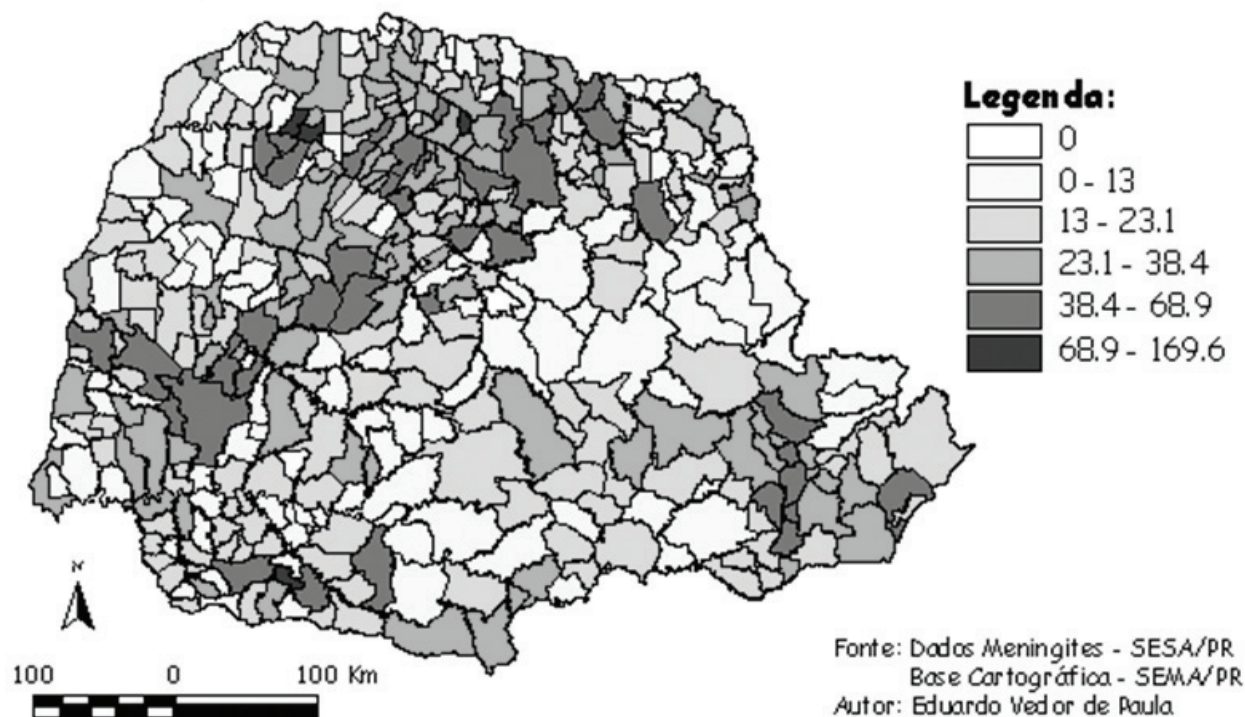 Legenda:
0
0 - 13
13 - 23.1
23.1 - 38.4
38.4 - 68.9
68.9 - 169.6
N
100 0 100 Km
Fonte: Dados Meningites - SESA/PR
Base Cartográfica - SEMA/PR
Autor: Eduardo Vedor de Paula